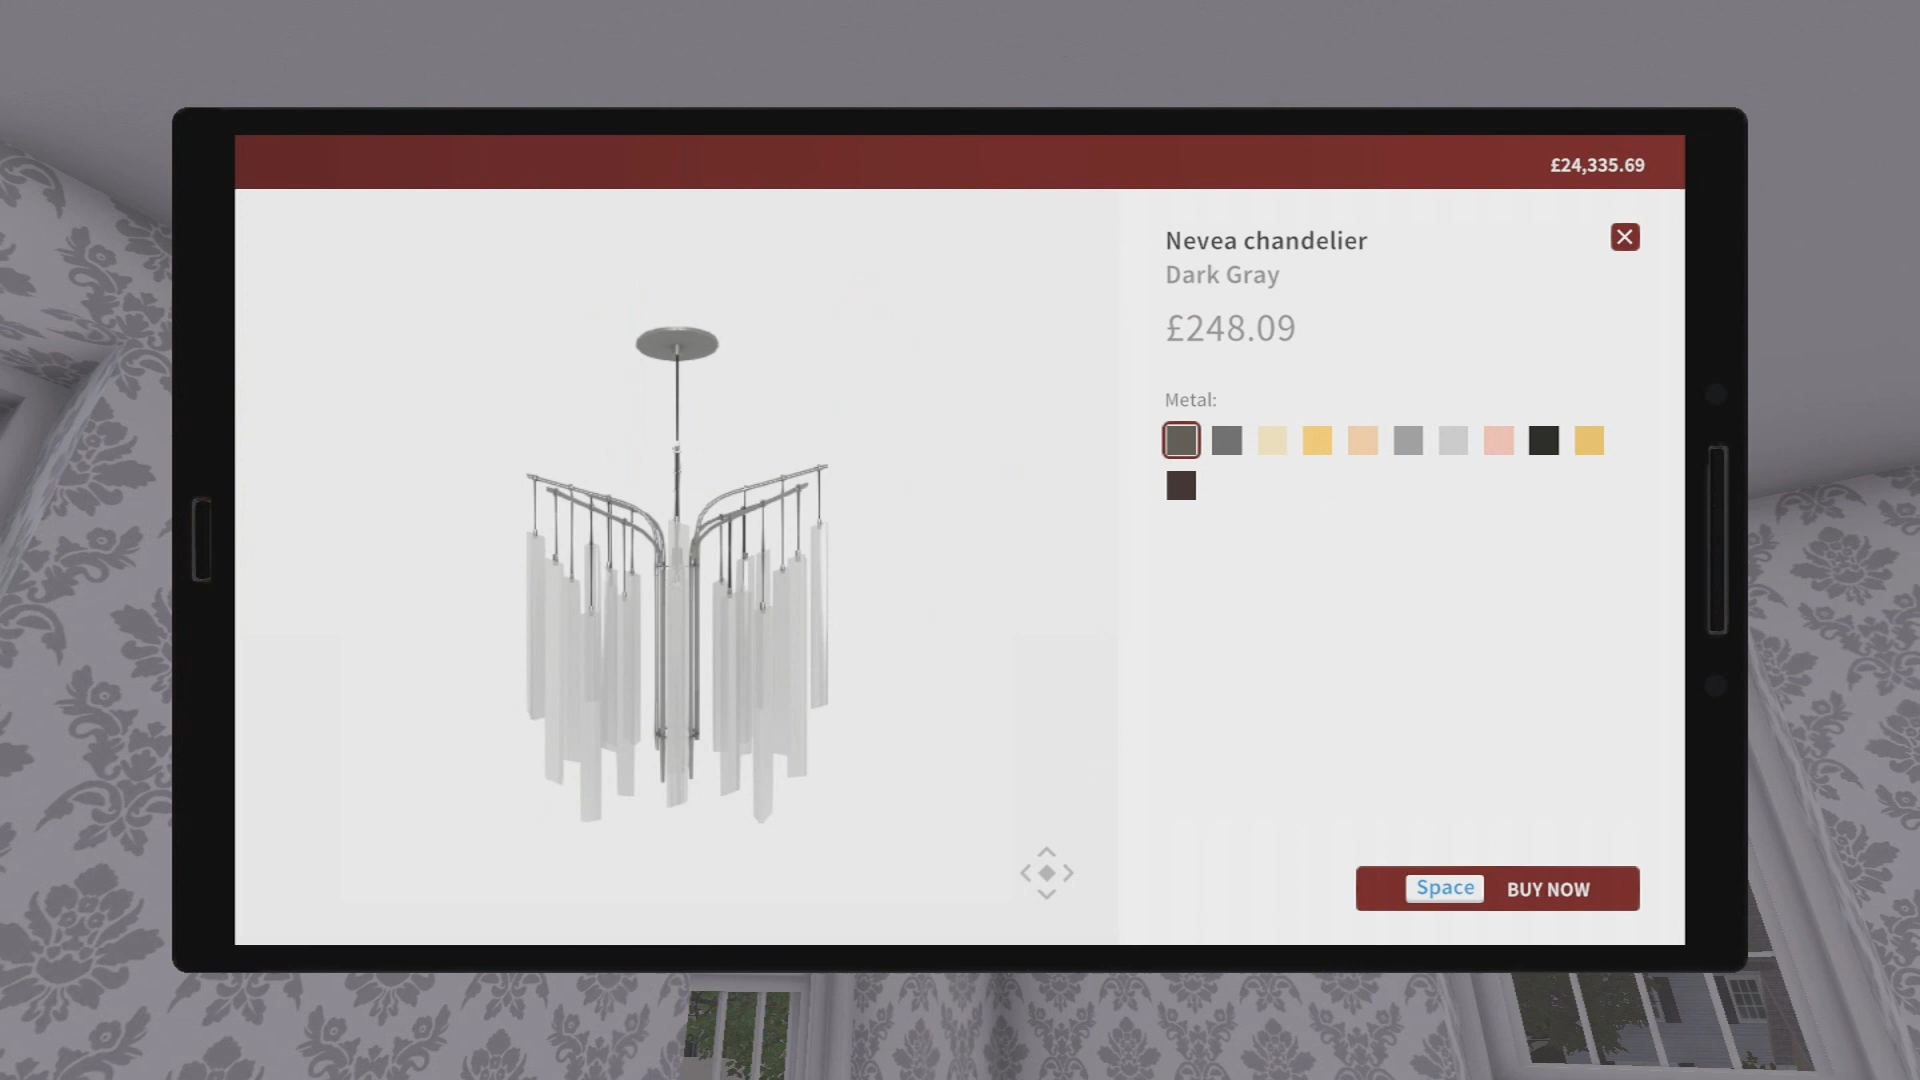 £24,335.69
Nevea chandelier
Dark Gray
£248.09
Metal:
Space BUY NOW